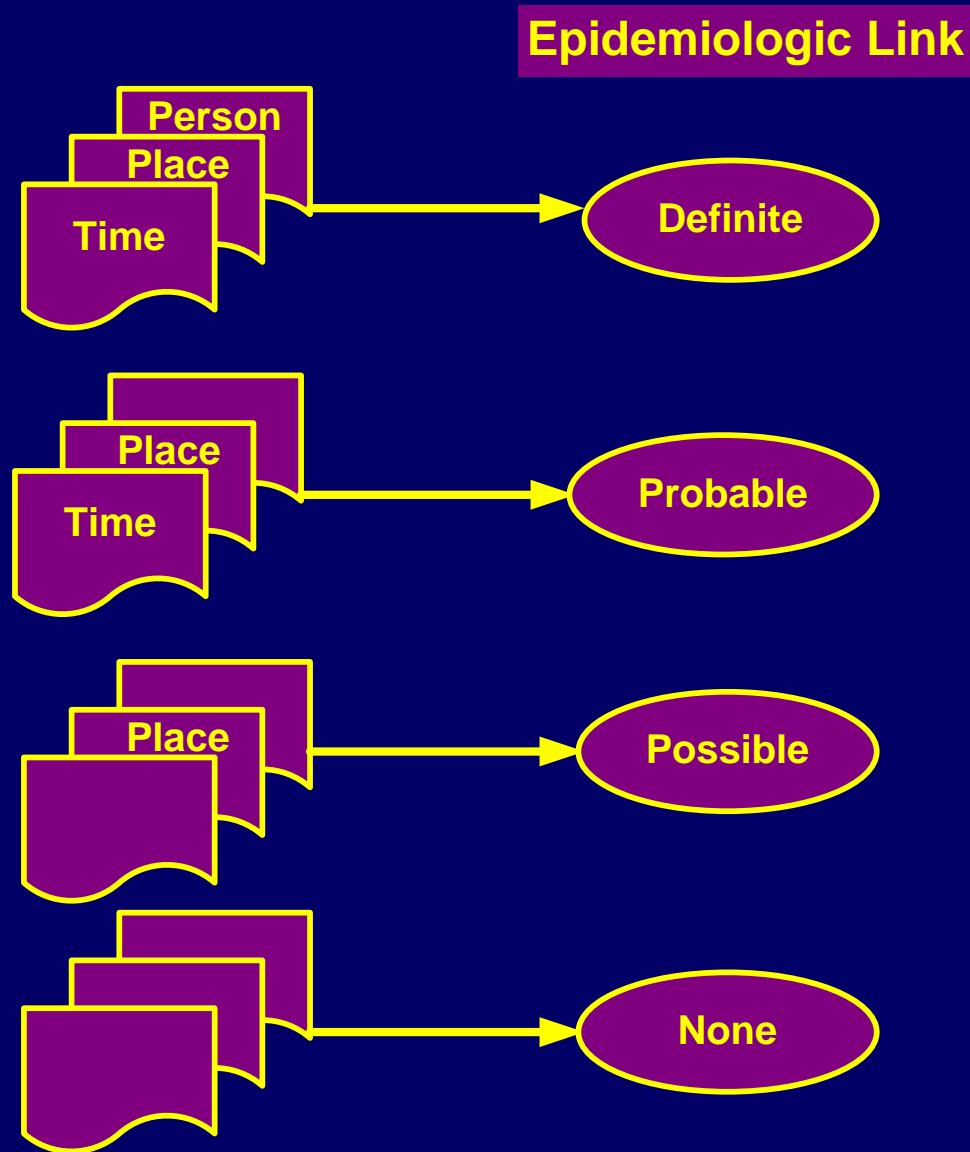 Epidemiologic Link
Person
Place
Time
Definite
Place
Time
Probable
Place
Possible
None